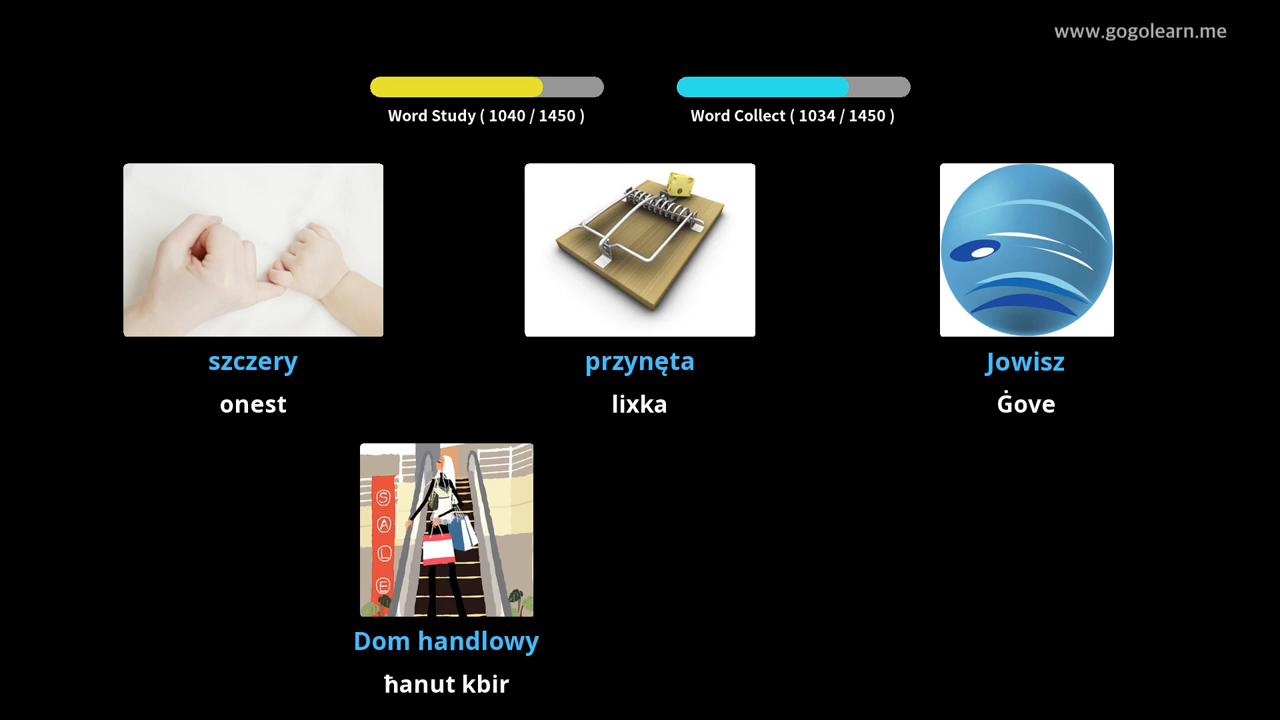 www.gogolearn.me
Word Study ( 1040 / 1450 )
Word Collect ( 1034 / 1450 )
szczery
przynęta
Jowisz
onest
lixka
Ġove
SALE
Dom handlowy
ħanut kbir